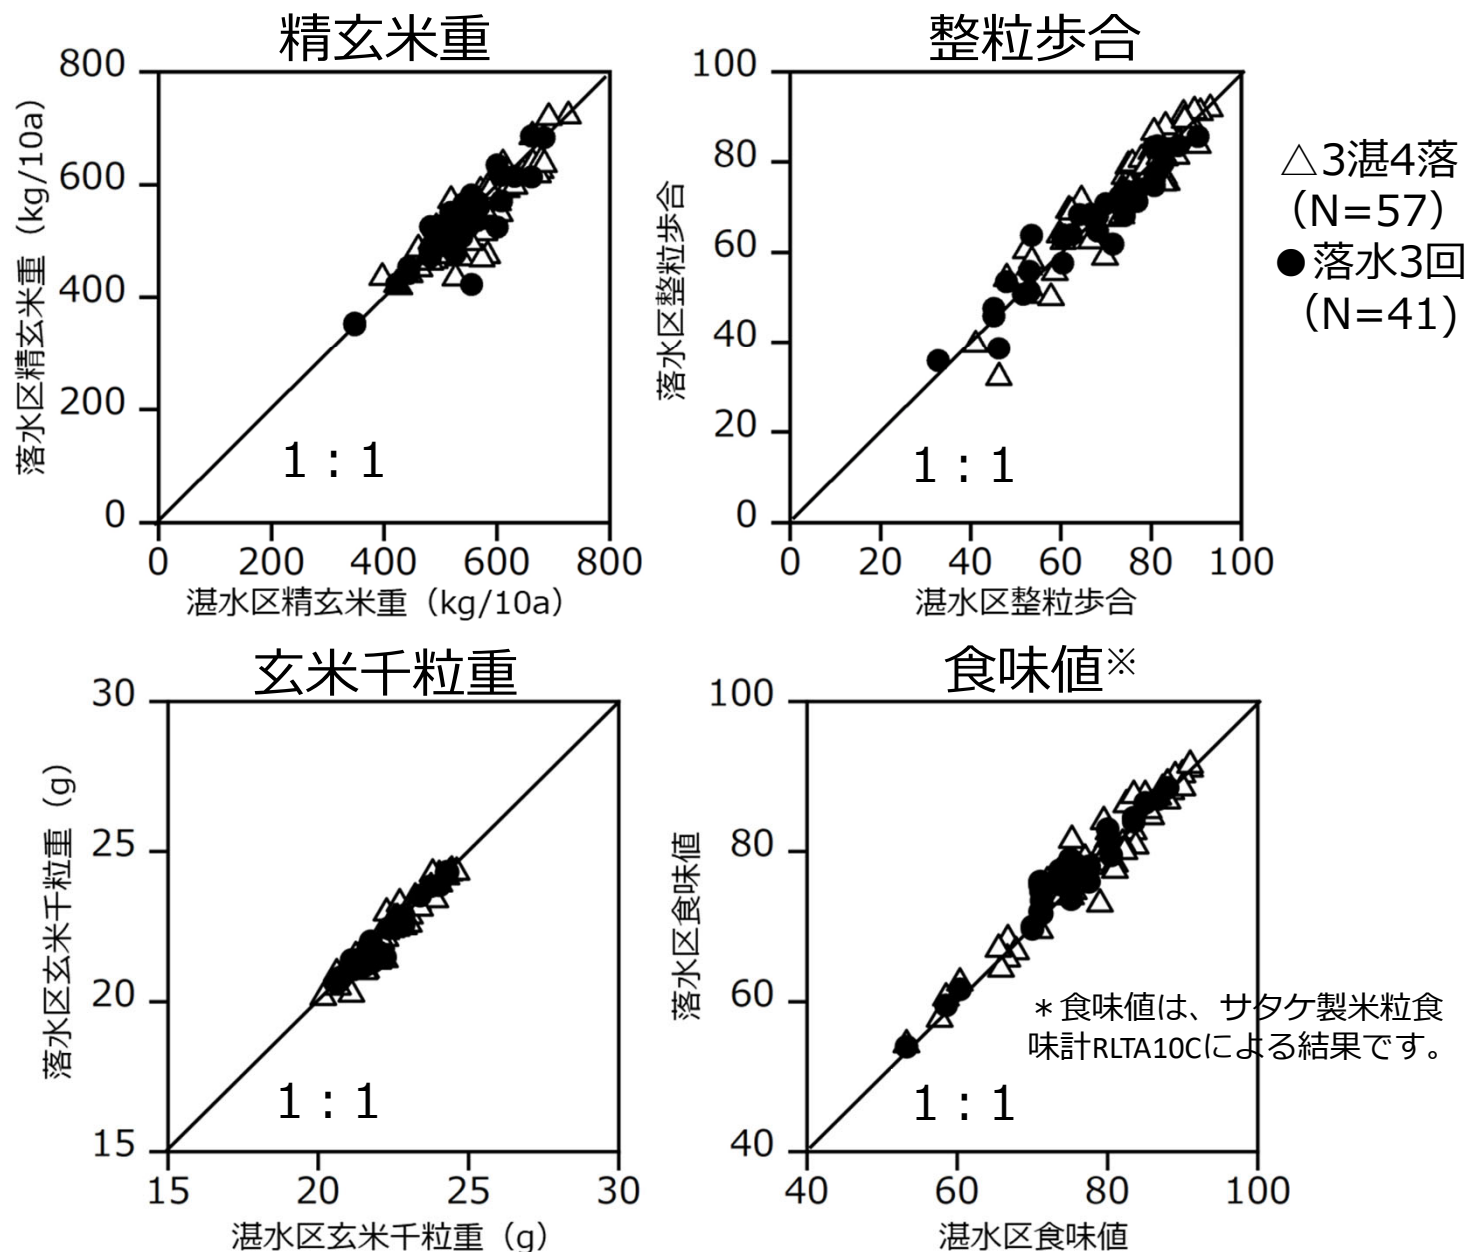 精玄米重
800
600
400
200
0
0 200 400 600 800
落水区精玄米重（kg/10a）
湛水区精玄米重（kg/10a）
1：1
整粒歩合
100
80
60
40
20
0
0 20 40 60 80 100
落水区整粒歩合
湛水区整粒歩合
1：1
△3湛4落
（N=57）
●落水3回
（N=41）
玄米千粒重
30
25
20
15
15 20 25 30
落水区玄米千粒重（g）
湛水区玄米千粒重（g）
1：1
食味値※
100
80
60
40
40 60 80 100
落水区食味値
湛水区食味値
1：1
＊食味値は、サタケ製米粒食
味計RLTA10Cによる結果です。